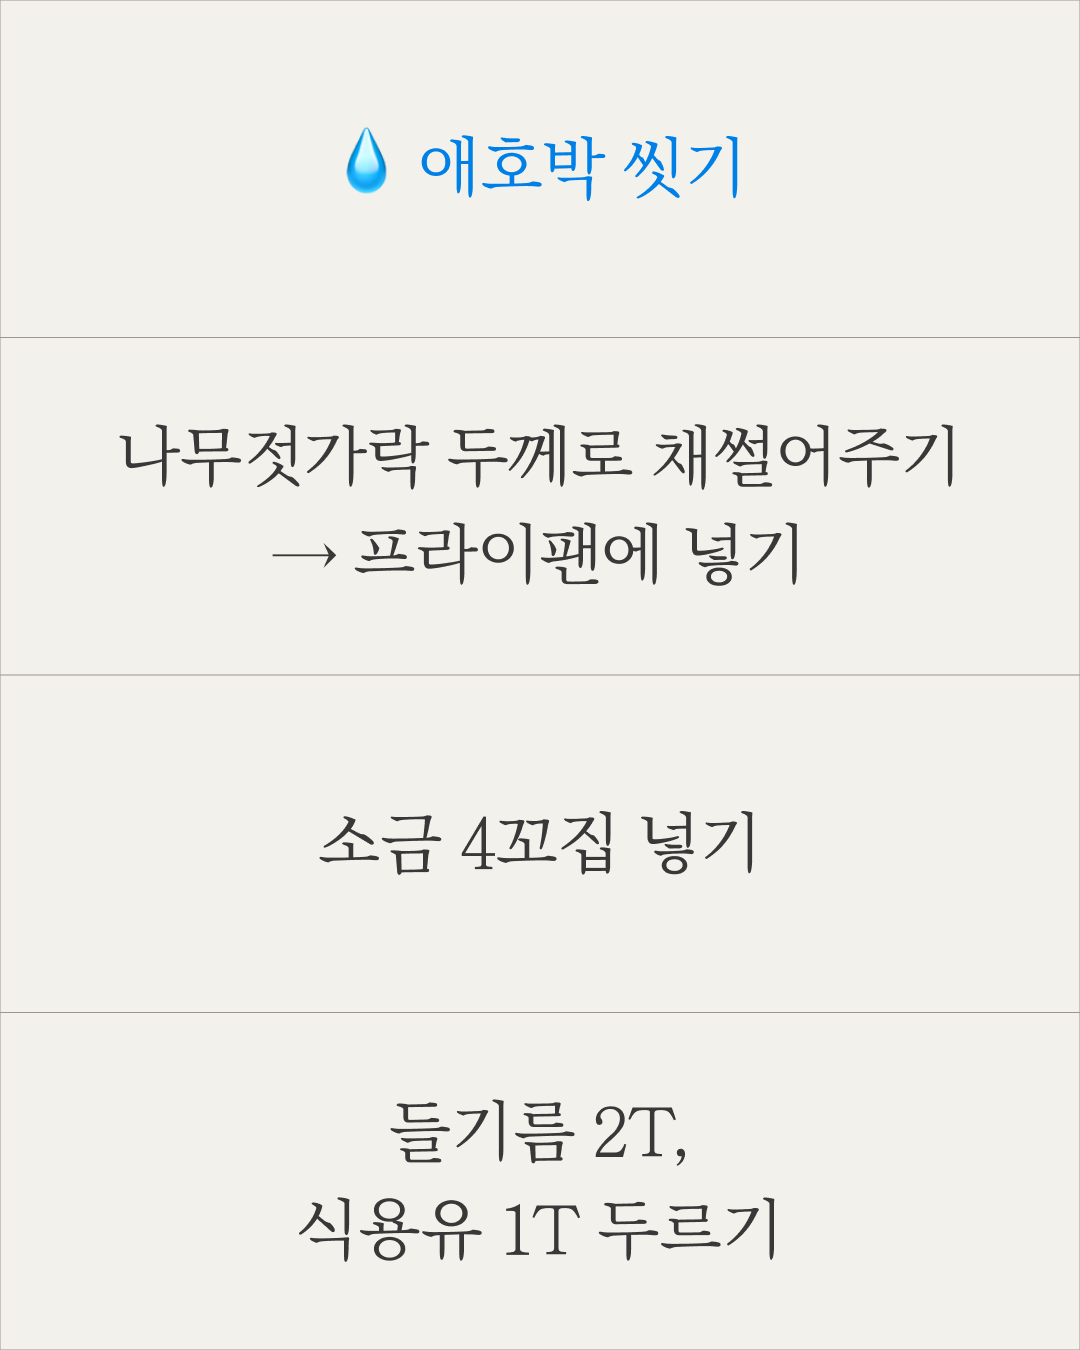 💧 애호박 씻기
나무젓가락 두께로 채썰어주기
→ 프라이팬에 넣기
소금 4꼬집 넣기
들기름 2T,
식용유 1T 두르기